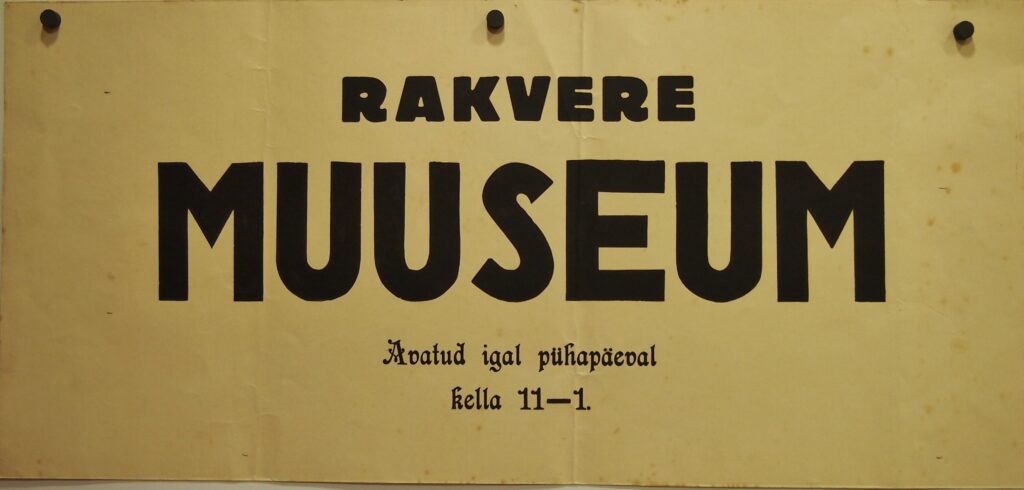 RAKVERE
MUUSEUM
Avatud igal pühapäeval
kella 11—1.